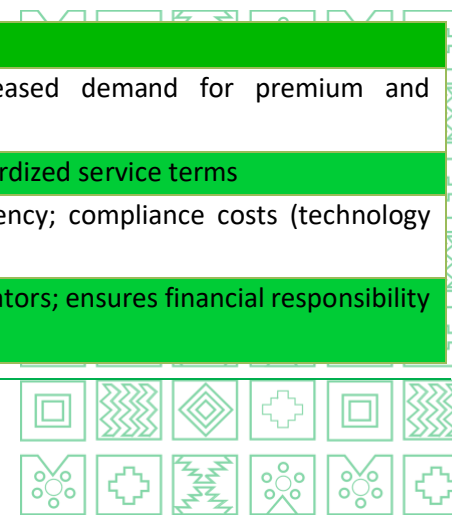 eased demand for premium and
rdized service terms
ency; compliance costs (technology
ators; ensures financial responsibility